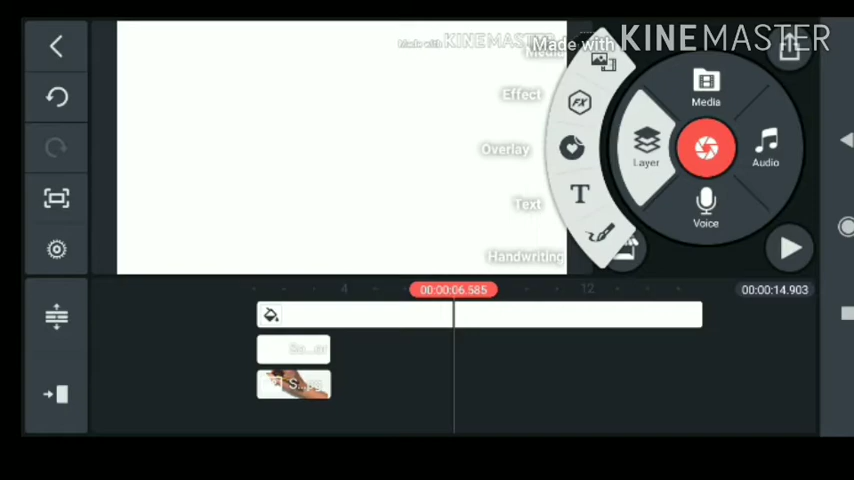 Made with KINEMASTER
Made with KINEMASTER
Media
Effect
Overlay
Text
Handwriting
FX
T
Media
Layer
Audio
Voice
4
00:00:06.585
12
00:00:14.903